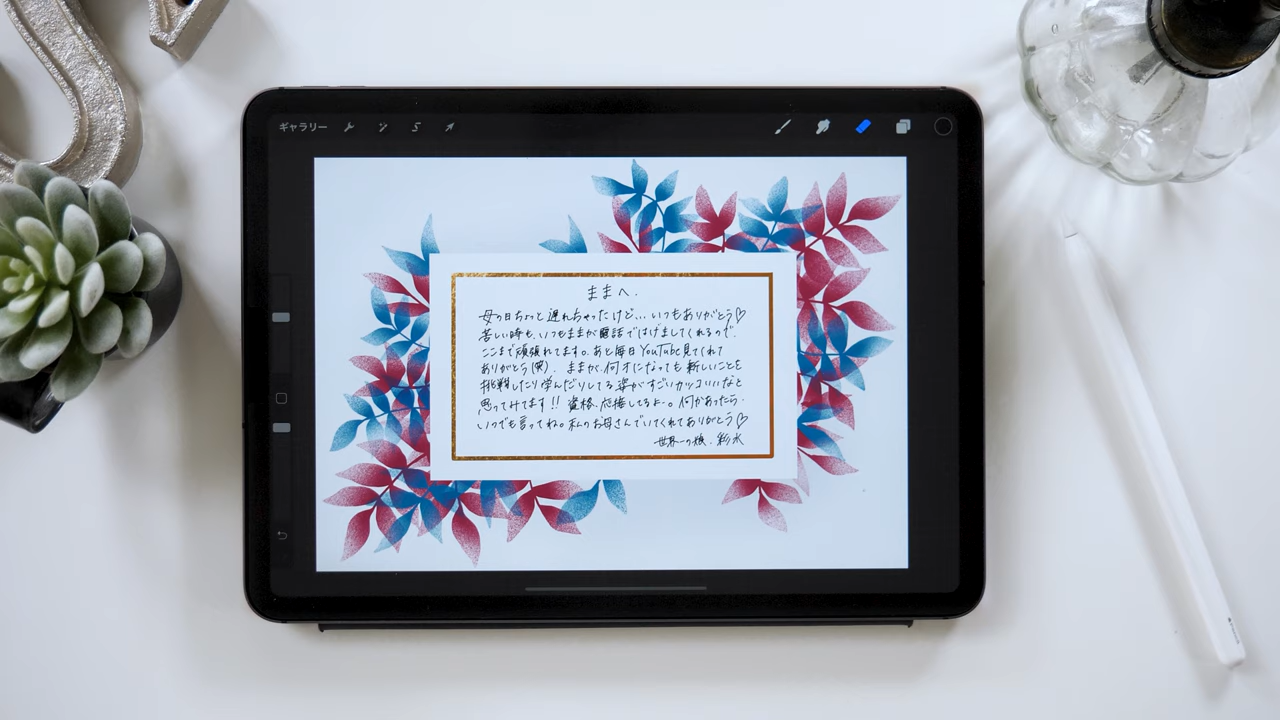 ギャラリー
ままへ.
母の日ちょっと遅れちゃったけど…いつもありがとう♡
苦しい時も、いつもままが電話ではげましてくれるので、
ここまで頑張れてます。あと毎日YouTube見てくれて
ありがとう(笑). ままが、何才になっても新しいことを
挑戦したり学んだりしてる姿がすごいカッコいいなと
思ってみてます!! 資格、応援してるよ〜。何かあったら、
いつでも言ってね。私のお母さんでいてくれてありがとう♡
世界一の娘、彩水